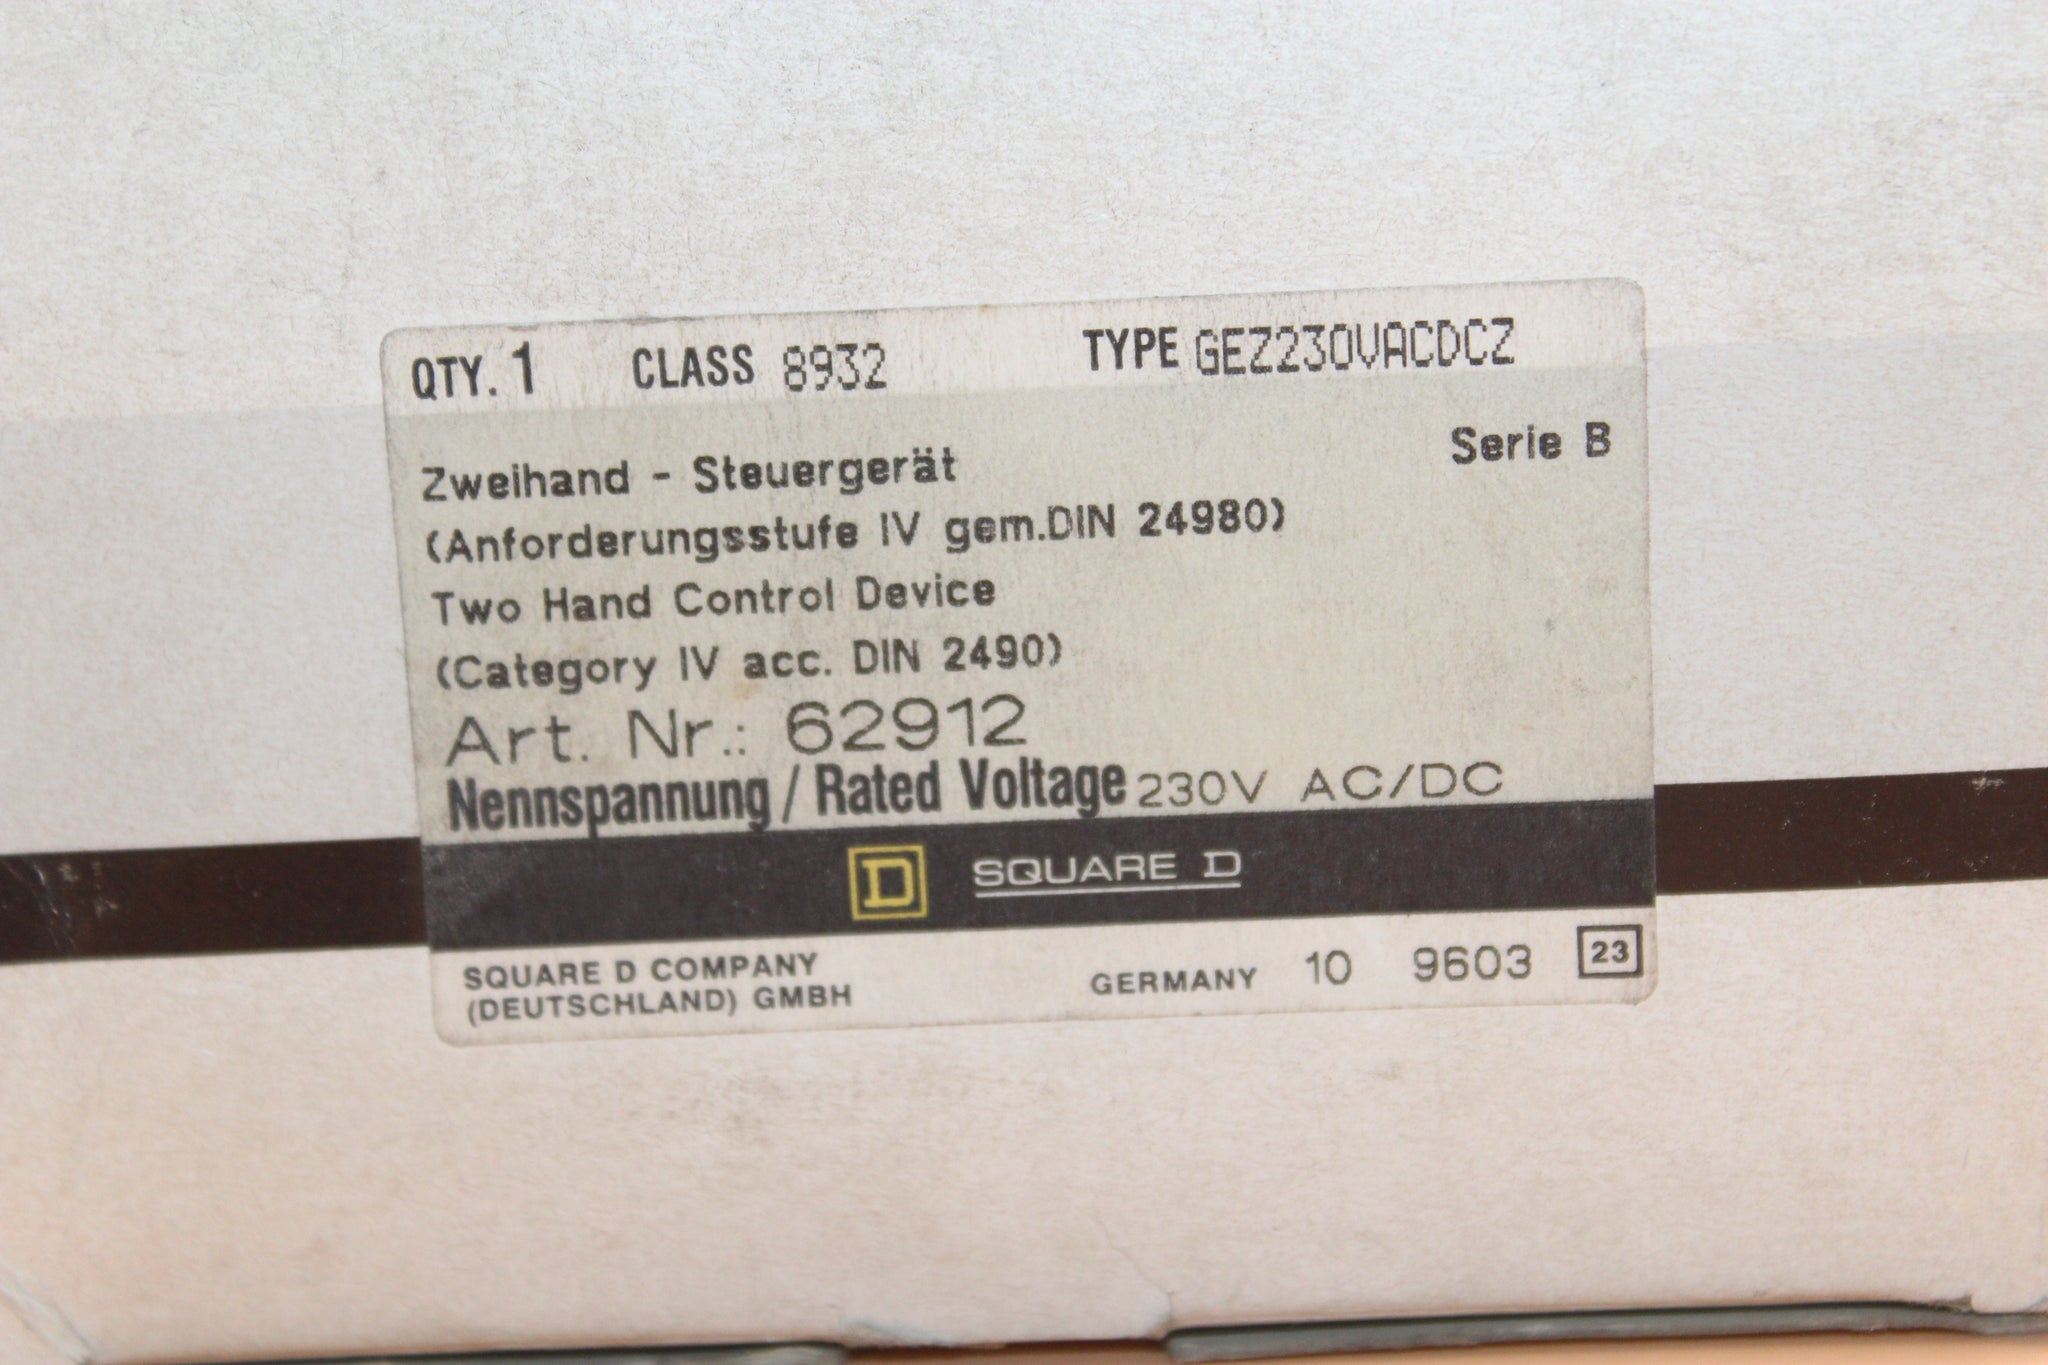 QTY. 1 CLASS 8932 TYPE GEZ230VACDCZ
Serie B
Zweihand - Steuergerät
(Anforderungsstufe IV gem.DIN 24980)
Two Hand Control Device
(Category IV acc. DIN 2490)
Art. Nr.: 62912
Nennspannung / Rated Voltage 230V AC/DC
D SQUARE D
SQUARE D COMPANY
(DEUTSCHLAND) GMBH
GERMANY 10 9603 23